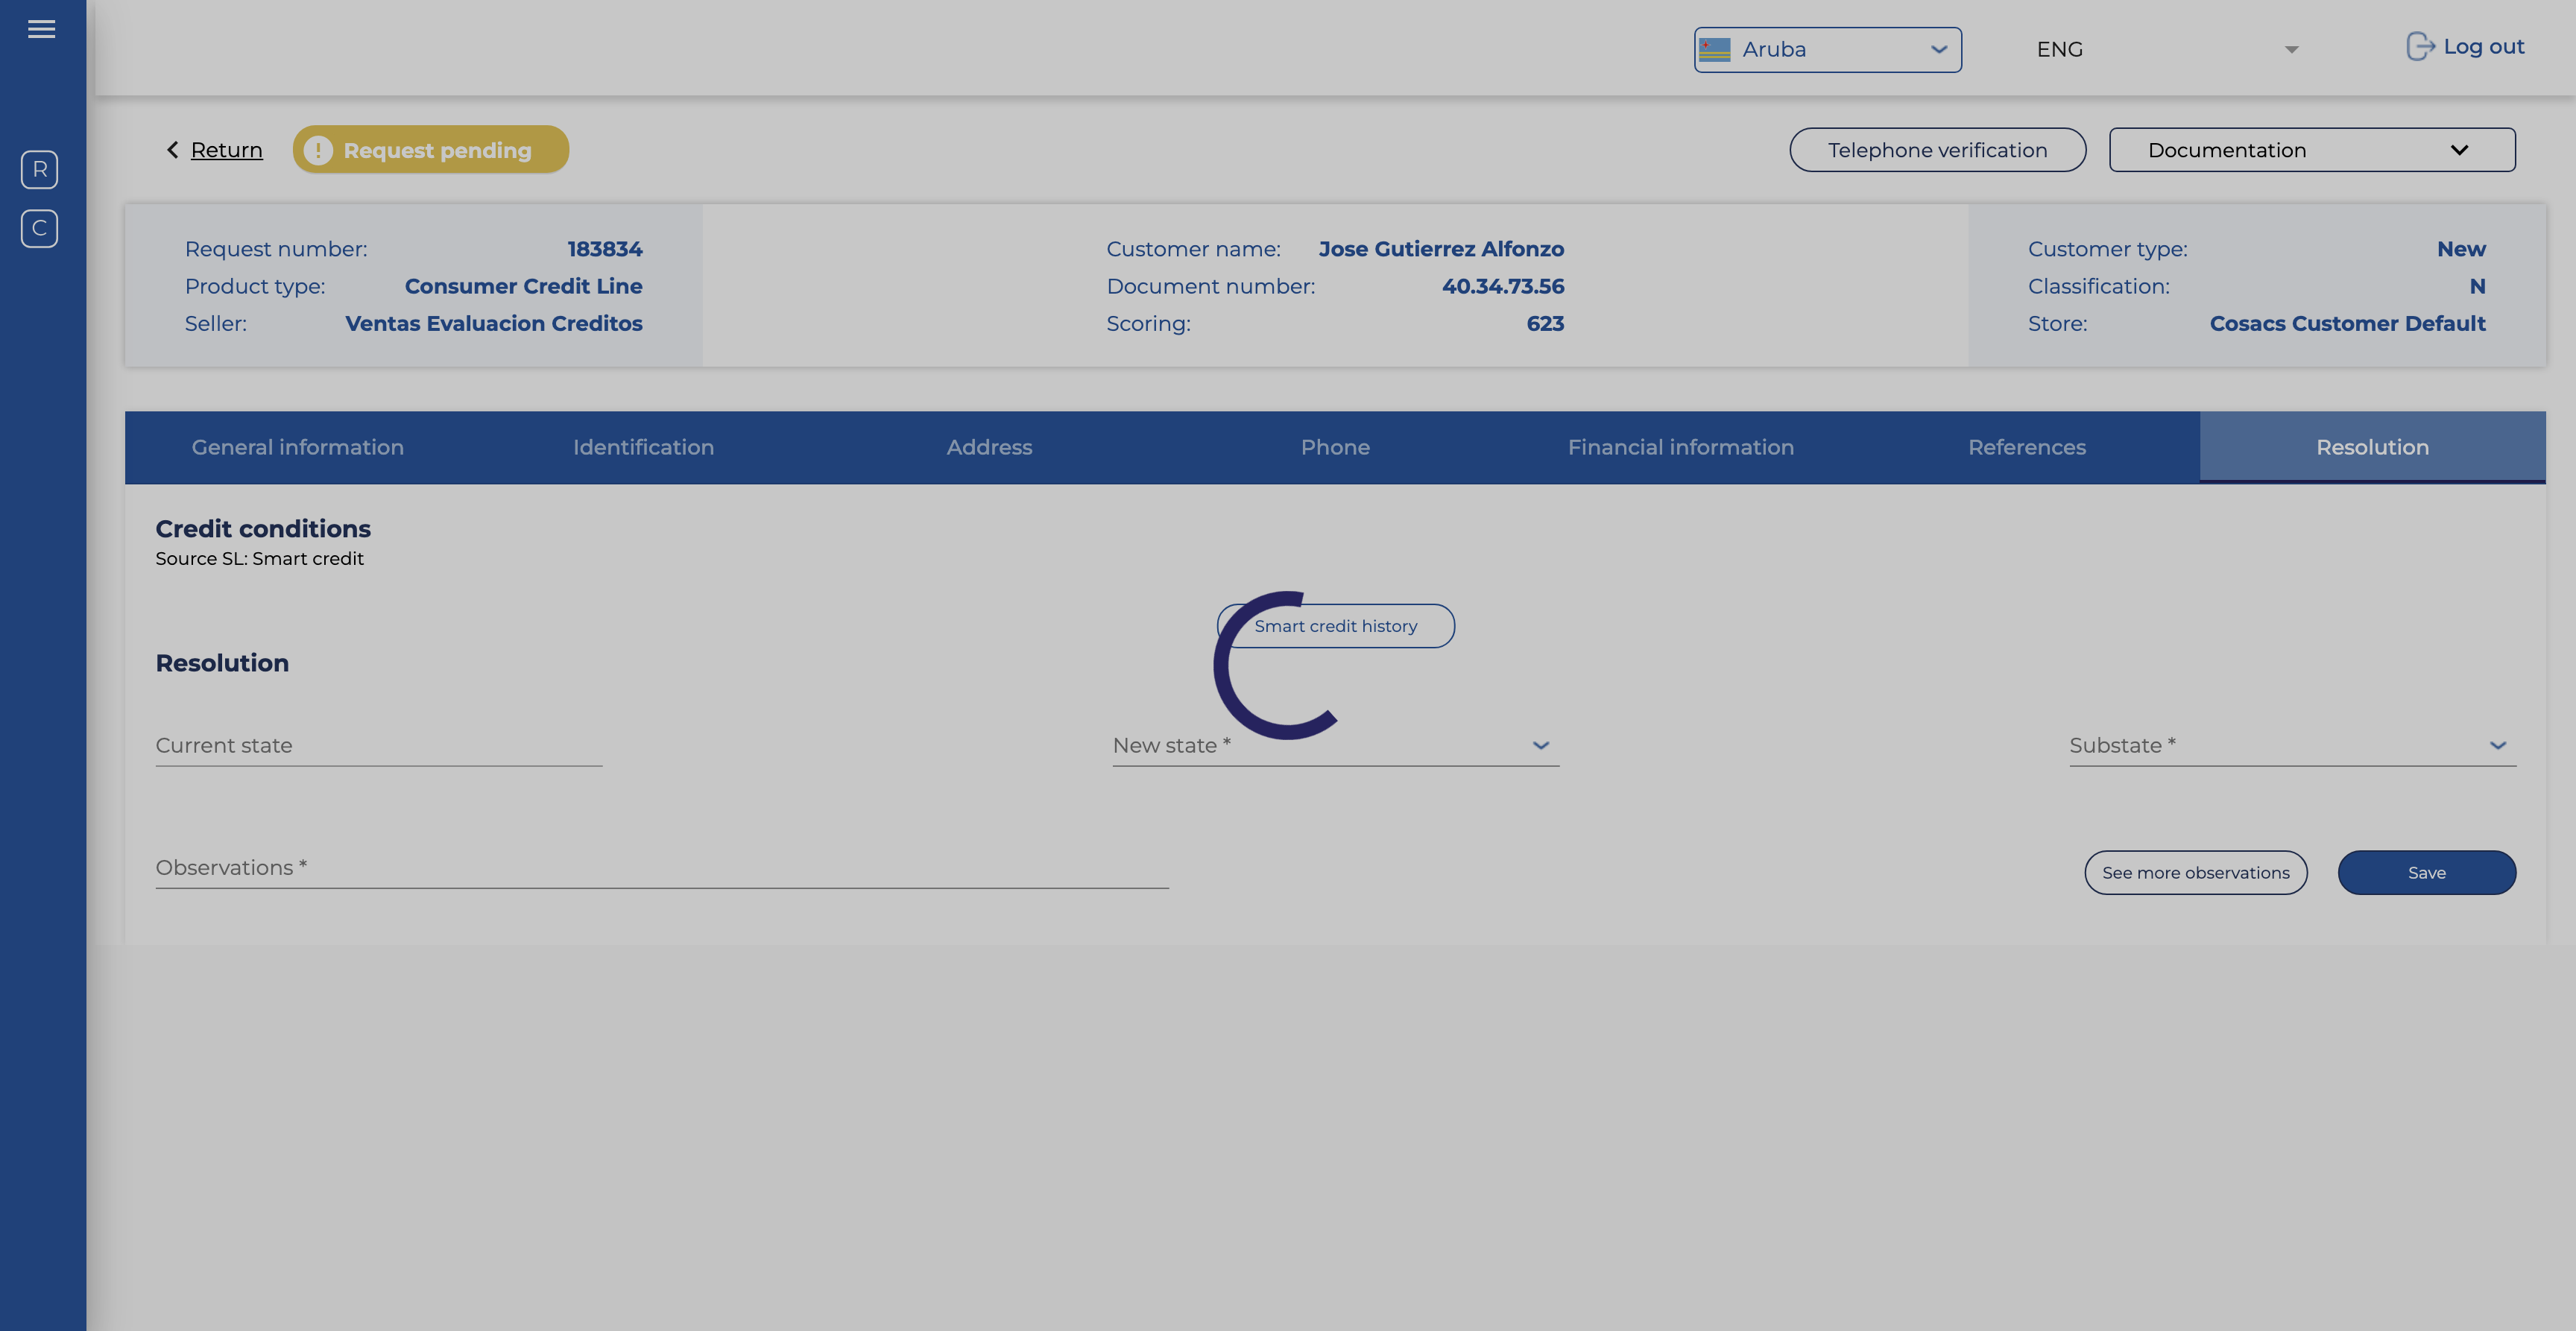 Aruba
ENG
Log out
R
C
Return
Request pending
Telephone verification
Documentation
Request number: 183834
Product type: Consumer Credit Line
Seller: Ventas Evaluacion Creditos
Customer name: Jose Gutierrez Alfonzo
Document number: 40.34.73.56
Scoring: 623
Customer type: New
Classification: N
Store: Cosacs Customer Default
General information
Identification
Address
Phone
Financial information
References
Resolution
Credit conditions
Source SL: Smart credit
Smart credit history
Resolution
Current state
New state *
Substate *
Observations *
See more observations
Save